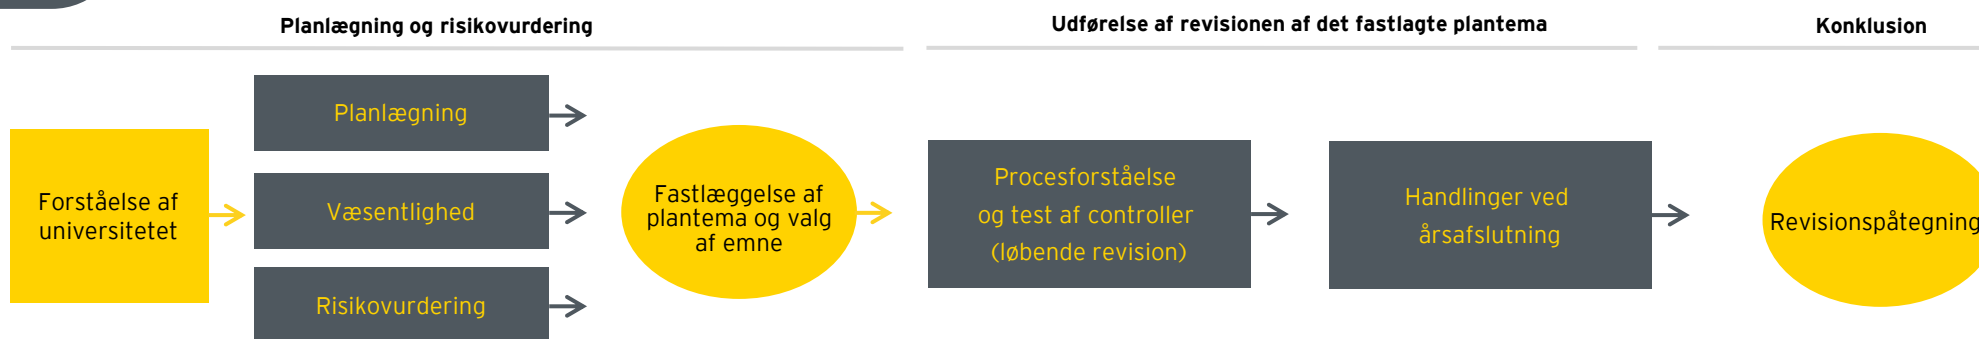 Planlægning og risikovurdering
Udførelse af revisionen af det fastlagte plantema
Konklusion
Forståelse af
universitetet
Planlægning
Væsentlighed
Risikovurdering
Fastlæggelse af
plantema og valg
af emne
Procesforståelse
og test af controller
(løbende revision)
Handlinger ved
årsafslutning
Revisionspåtegning